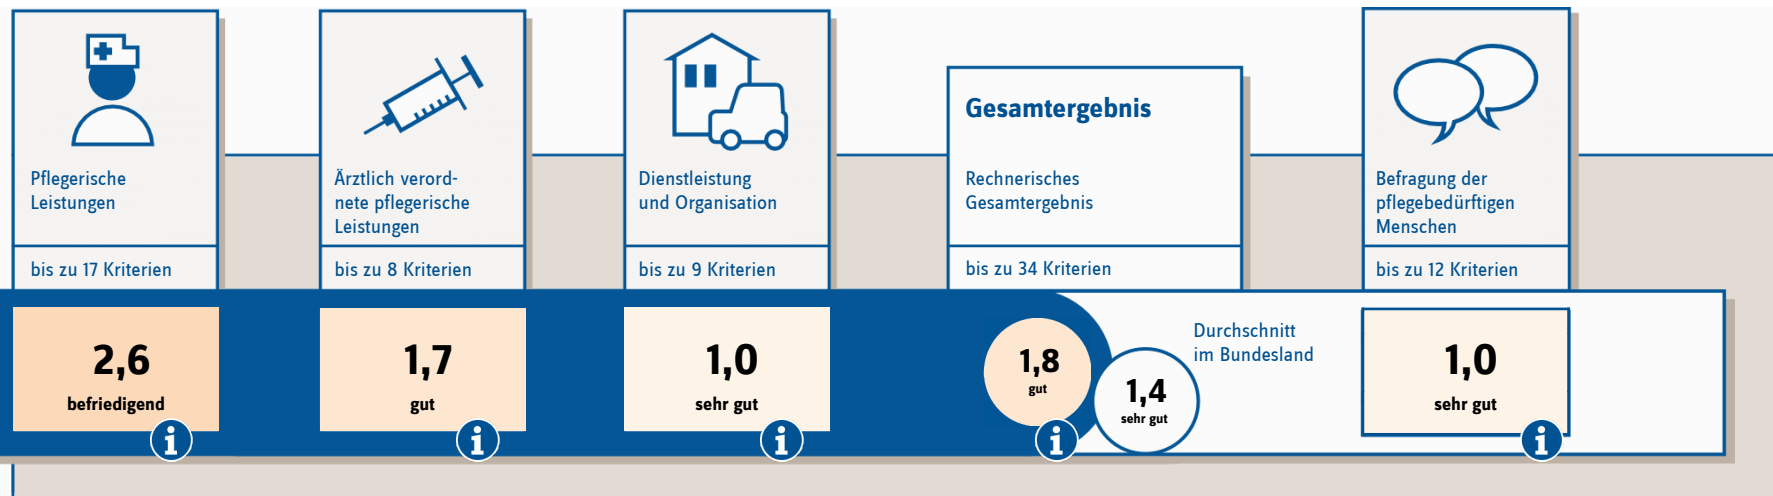 Pflegerische
Leistungen
bis zu 17 Kriterien
2,6
befriedigend
i
Ärztlich verord-
nete pflegerische
Leistungen
bis zu 8 Kriterien
1,7
gut
i
Dienstleistung
und Organisation
bis zu 9 Kriterien
1,0
sehr gut
i
Gesamtergebnis
Rechnerisches
Gesamtergebnis
bis zu 34 Kriterien
1,8
gut
i
1,4
sehr gut
Durchschnitt
im Bundesland
Befragung der
pflegebedürftigen
Menschen
bis zu 12 Kriterien
1,0
sehr gut
i